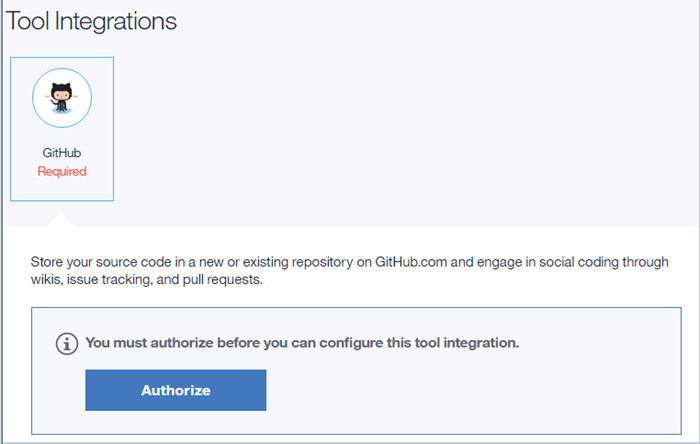 Tool Integrations
GitHub
Required
Store your source code in a new or existing repository on GitHub.com and engage in social coding through
wikis, issue tracking, and pull requests.
You must authorize before you can configure this tool integration.
Authorize